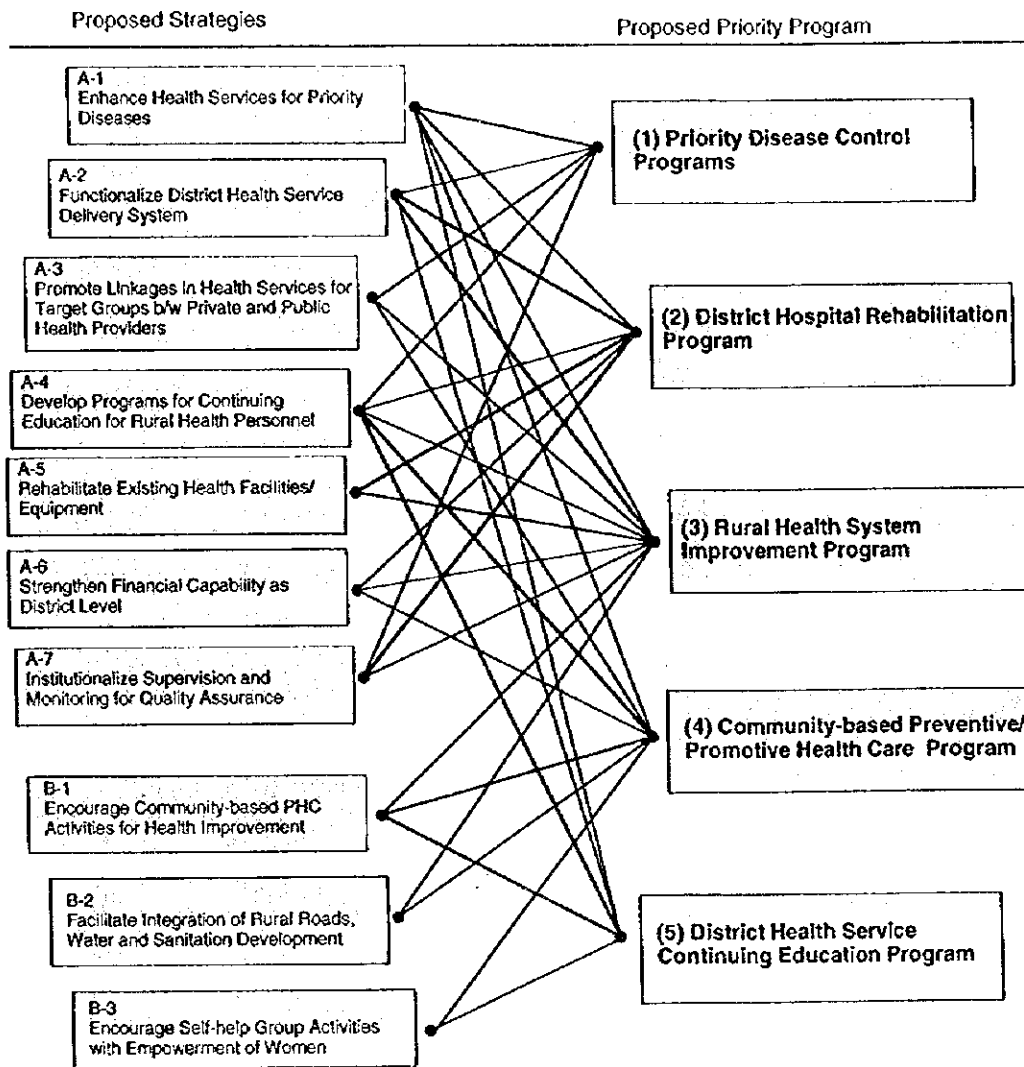 Proposed Strategies
Proposed Priority Program
A-1
Enhance Health Services for Priority
Diseases
A-2
Functionalize District Health Service
Delivery System
A-3
Promote Linkages in Health Services for
Target Groups b/w Private and Public
Health Providers
A-4
Develop Programs for Continuing
Education for Rural Health Personnel
A-5
Rehabilitate Existing Health Facilities/
Equipment
A-6
Strengthen Financial Capability as
District Level
A-7
Institutionalize Supervision and
Monitoring for Quality Assurance
B-1
Encourage Community-based PHC
Activities for Health Improvement
B-2
Facilitate Integration of Rural Roads,
Water and Sanitation Development
B-3
Encourage Self-help Group Activities
with Empowerment of Women
(1) Priority Disease Control
Programs
(2) District Hospital Rehabilitation
Program
(3) Rural Health System
Improvement Program
(4) Community-based Preventive/
Promotive Health Care Program
(5) District Health Service
Continuing Education Program